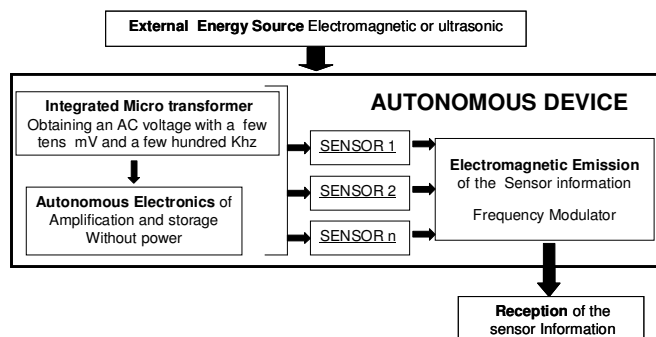 External Energy Source Electromagnetic or ultrasonic
AUTONOMOUS DEVICE
Integrated Micro transformer
Obtaining an AC voltage with a few
tens mV and a few hundred Khz
Autonomous Electronics of
Amplification and storage
Without power
SENSOR 1
SENSOR 2
SENSOR n
Electromagnetic Emission
of the Sensor information
Frequency Modulator
Reception of the
sensor Information